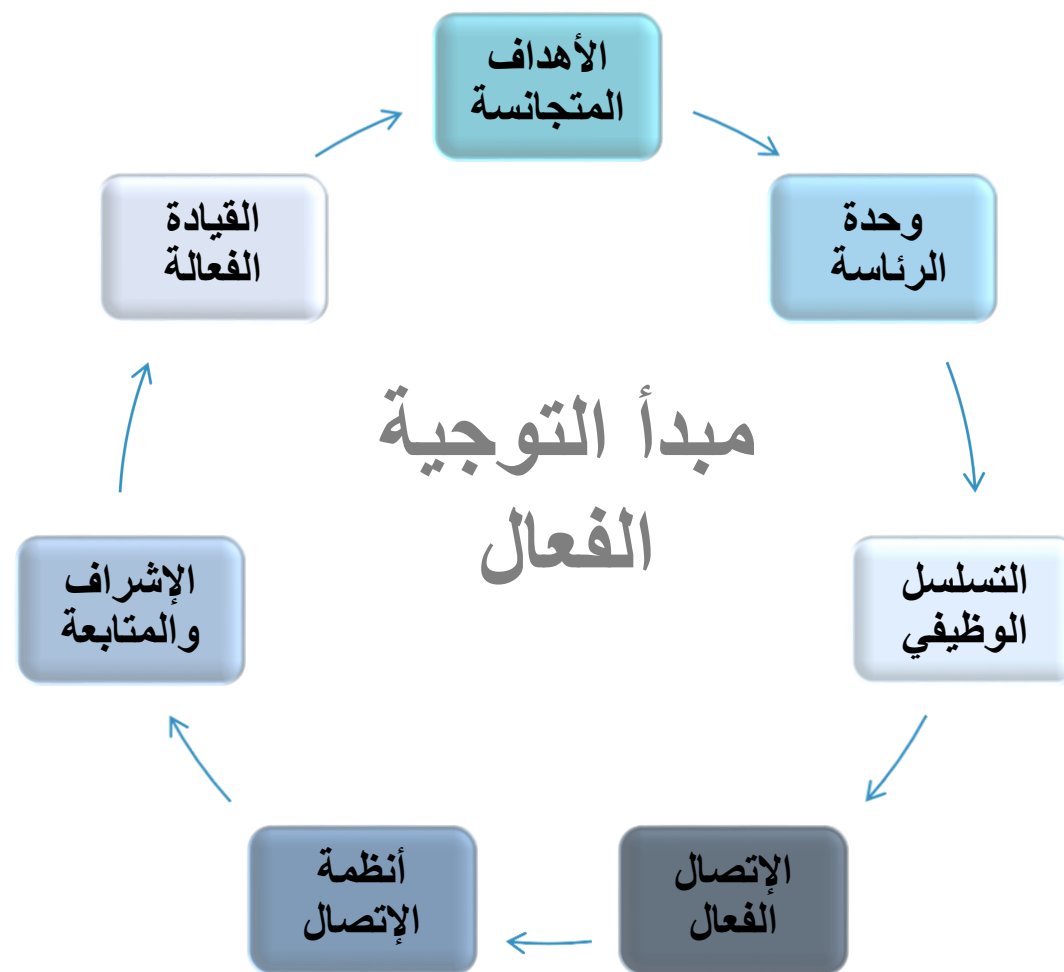 الأهداف
المتجانسة
وحدة
الرئاسة
التسلسل
الوظيفي
الإتصال
الفعال
أنظمة
الإتصال
الإشراف
والمتابعة
القيادة
الفعالة
مبدأ التوجية
الفعال